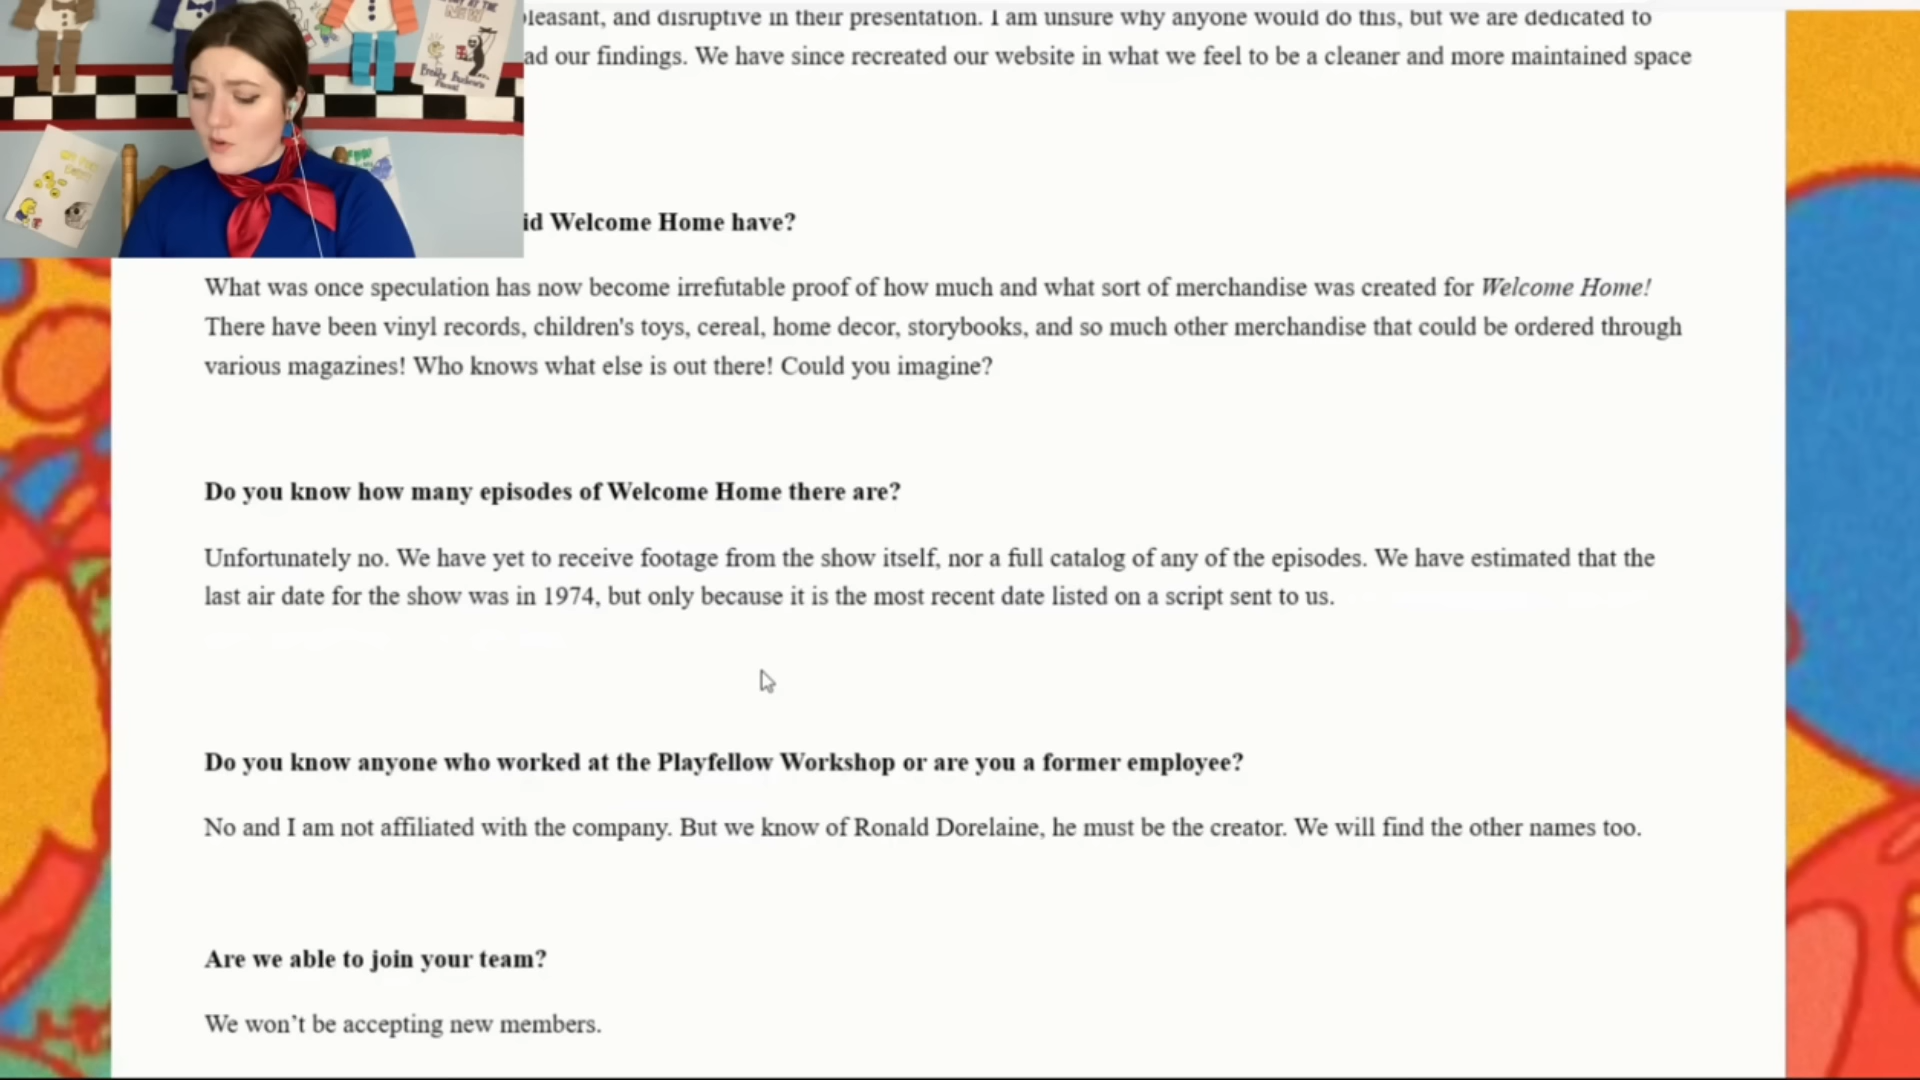 and disruptive in their presentation. I am unsure why anyone would do this, but we are dedicated to
our findings. We have since recreated our website in what we feel to be a cleaner and more maintained space
Welcome Home have?
What was once speculation has now become irrefutable proof of how much and what sort of merchandise was created for Welcome Home!
There have been vinyl records, children's toys, cereal, home decor, storybooks, and so much other merchandise that could be ordered through
various magazines! Who knows what else is out there! Could you imagine?
Do you know how many episodes of Welcome Home there are?
Unfortunately no. We have yet to receive footage from the show itself, nor a full catalog of any of the episodes. We have estimated that the
last air date for the show was in 1974, but only because it is the most recent date listed on a script sent to us.
Do you know anyone who worked at the Playfellow Workshop or are you a former employee?
No and I am not affiliated with the company. But we know of Ronald Dorelaine, he must be the creator. We will find the other names too.
Are we able to join your team?
We won’t be accepting new members.